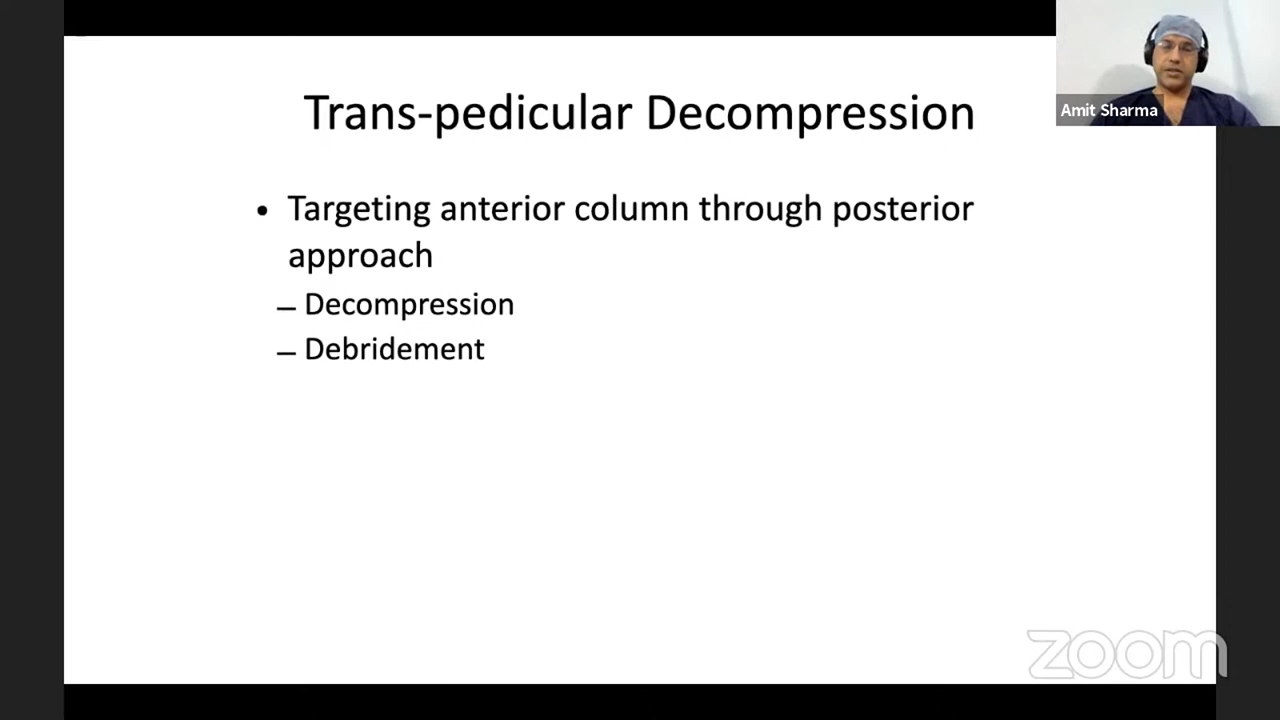 Trans-pedicular Decompression
Amit Sharma
• Targeting anterior column through posterior
approach
– Decompression
– Debridement
zoom